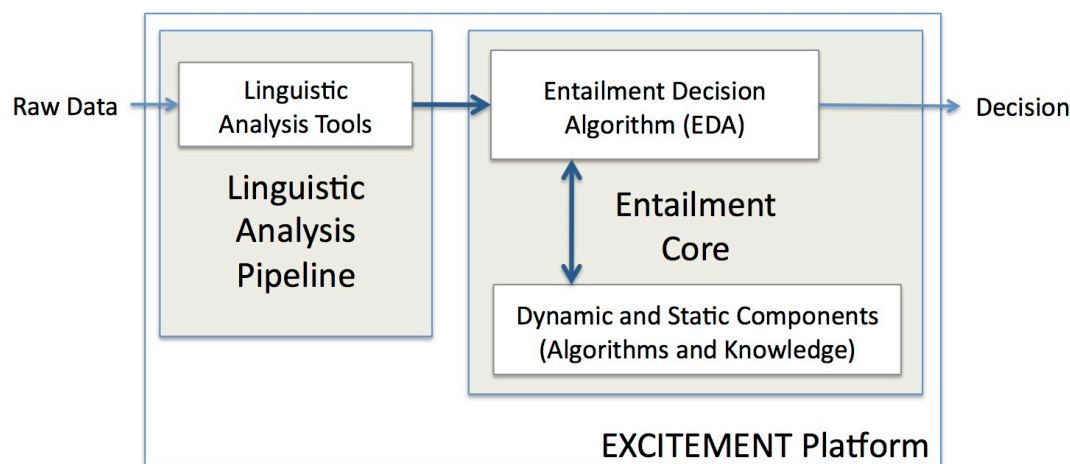 Raw Data
Linguistic
Analysis Tools
Linguistic
Analysis
Pipeline
Entailment Decision
Algorithm (EDA)
Entailment
Core
Dynamic and Static Components
(Algorithms and Knowledge)
Decision
EXCITEMENT Platform